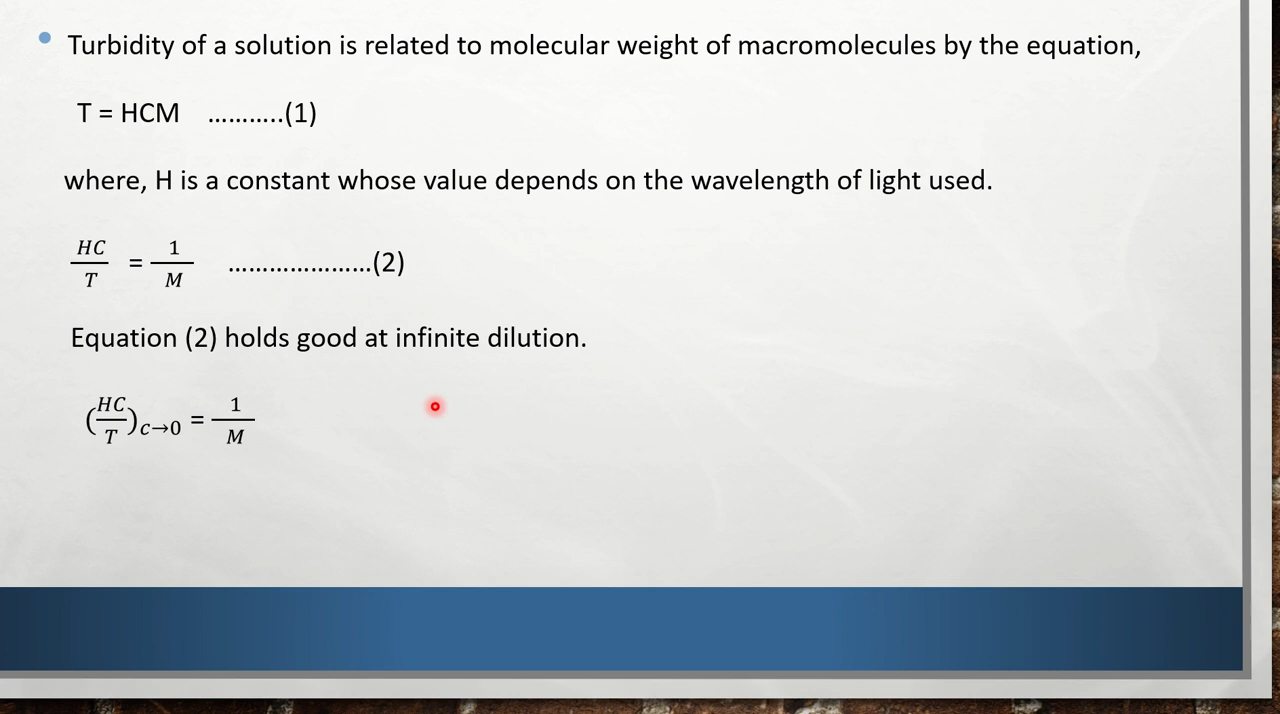 Turbidity of a solution is related to molecular weight of macromolecules by the equation,
T = HCM ………..(1)
where, H is a constant whose value depends on the wavelength of light used.
HC/T = 1/M …………………(2)
Equation (2) holds good at infinite dilution.
(HC/T)c→0 = 1/M